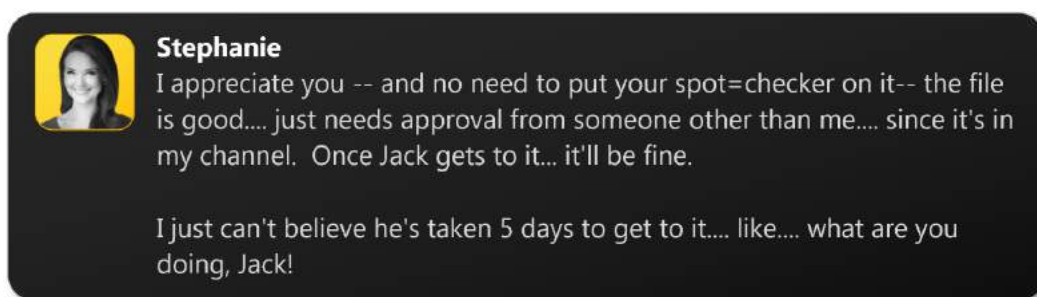 Stephanie
I appreciate you -- and no need to put your spot=checker on it-- the file
is good.... just needs approval from someone other than me.... since it's in
my channel.  Once Jack gets to it... it'll be fine.
I just can't believe he's taken 5 days to get to it.... like.... what are you
doing, Jack!